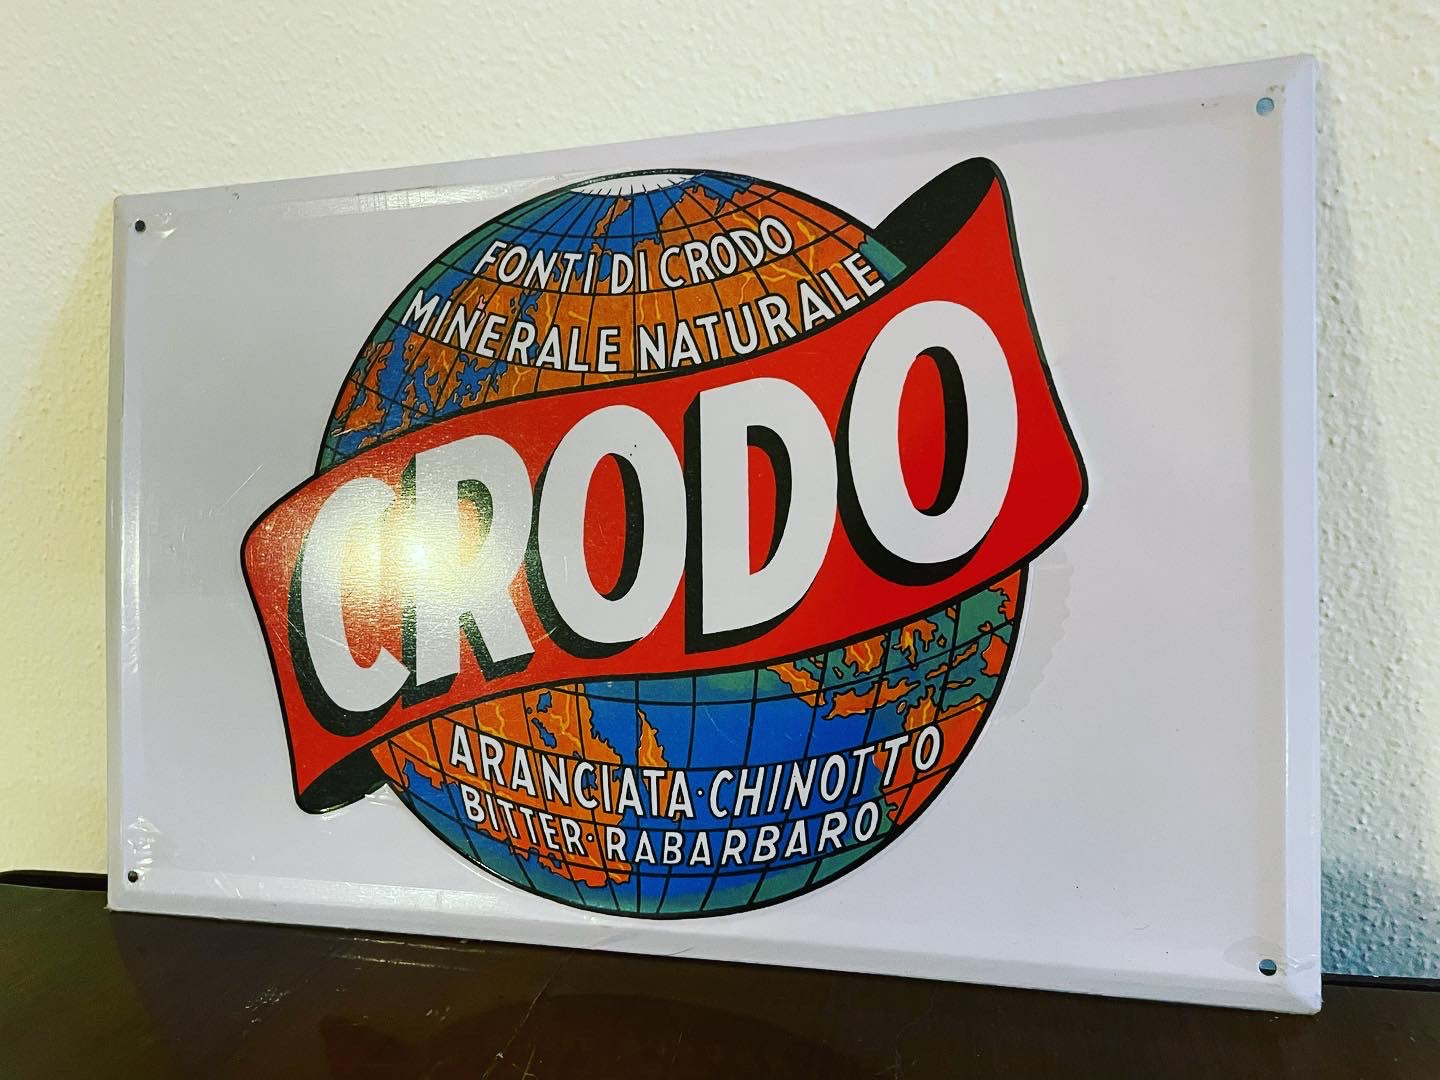 FONTI DI CRODO
MINERALE NATURALE
CRODO
ARANCIATA·CHINOTTO
BITTER·RABARBARO